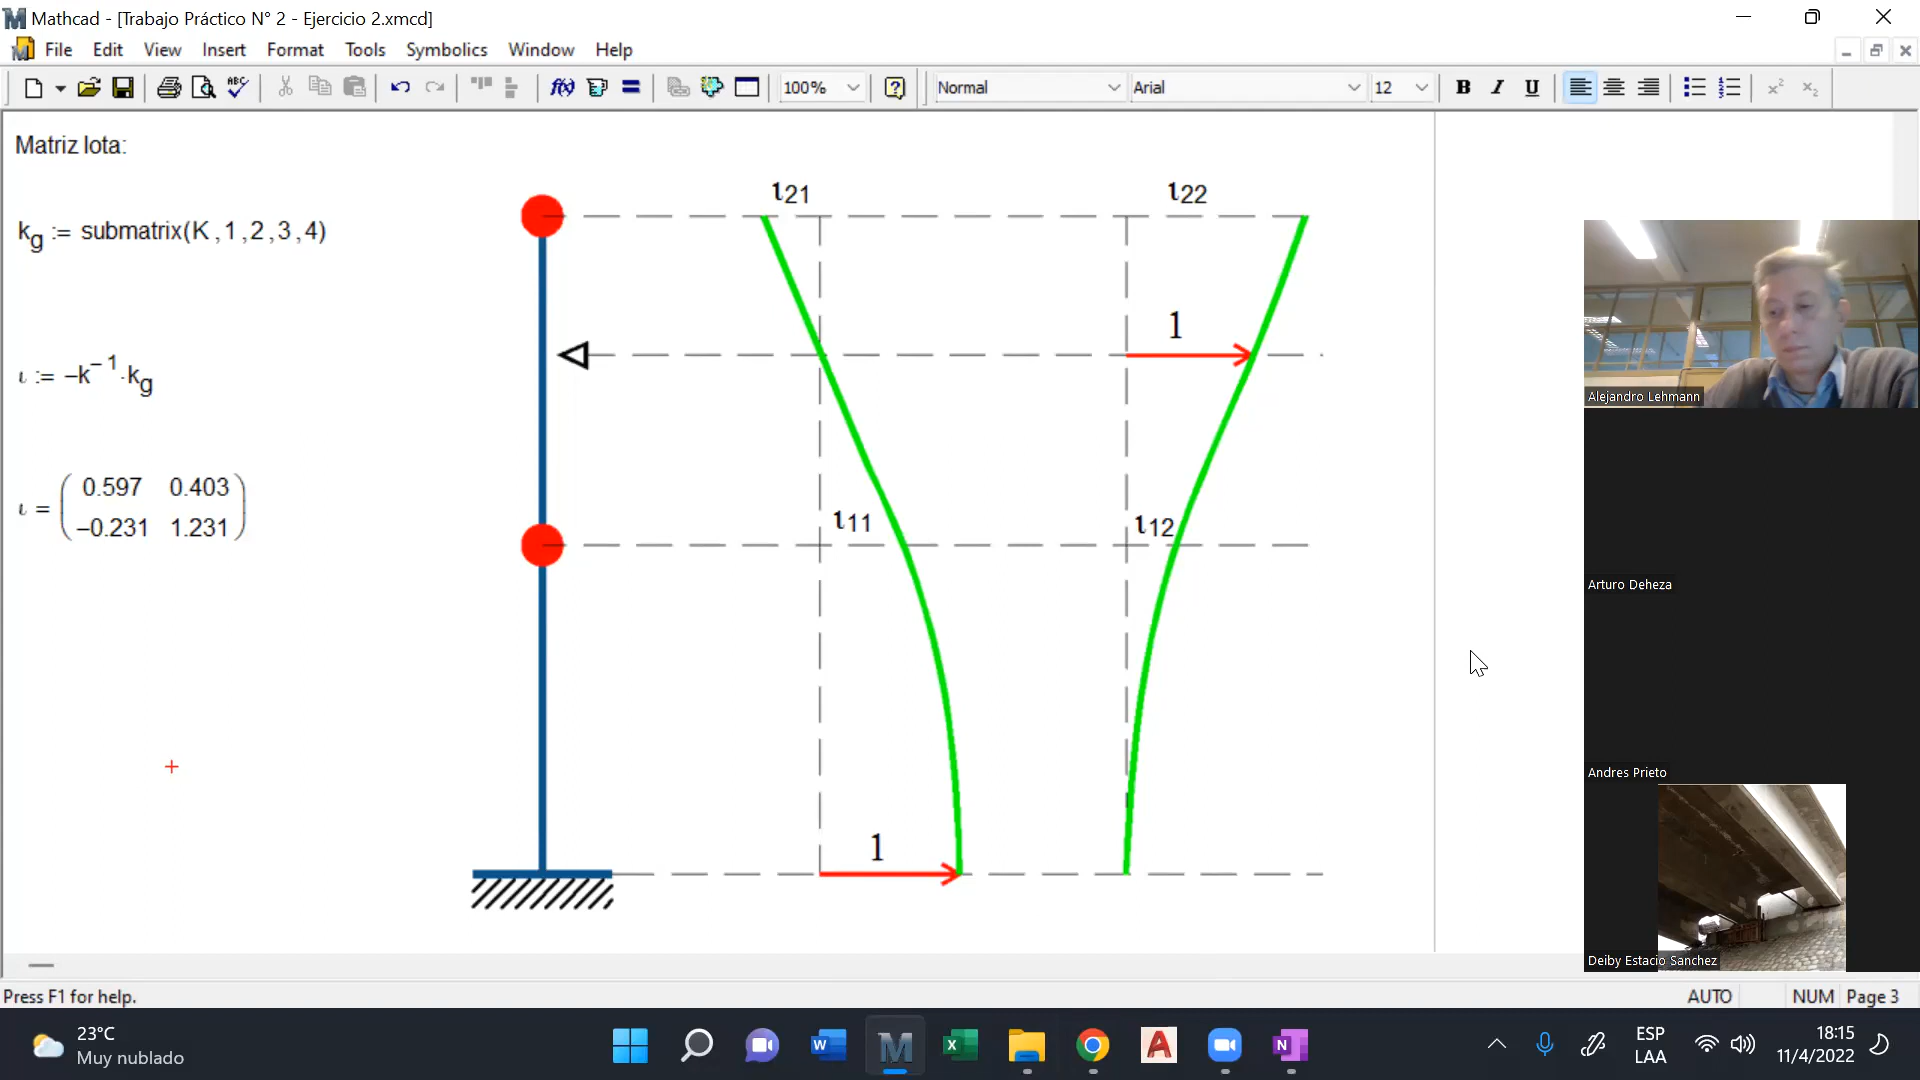 Mathcad - [Trabajo Práctico N° 2 - Ejercicio 2.xmcd]
File Edit View Insert Format Tools Symbolics Window Help
100% Normal Arial 12 B I U
Matriz Iota:
kg := submatrix(K , 1 , 2 , 3 , 4)
ι := −k⁻¹·kg
ι = ( 0.597 0.403
−0.231 1.231 )
ι21
ι22
1
ι11
ι12
1
Alejandro Lehmann
Arturo Deheza
Andres Prieto
Deiby Estacio Sanchez
Press F1 for help.
AUTO NUM Page 3
23°C
Muy nublado
ESP
LAA
18:15
11/4/2022